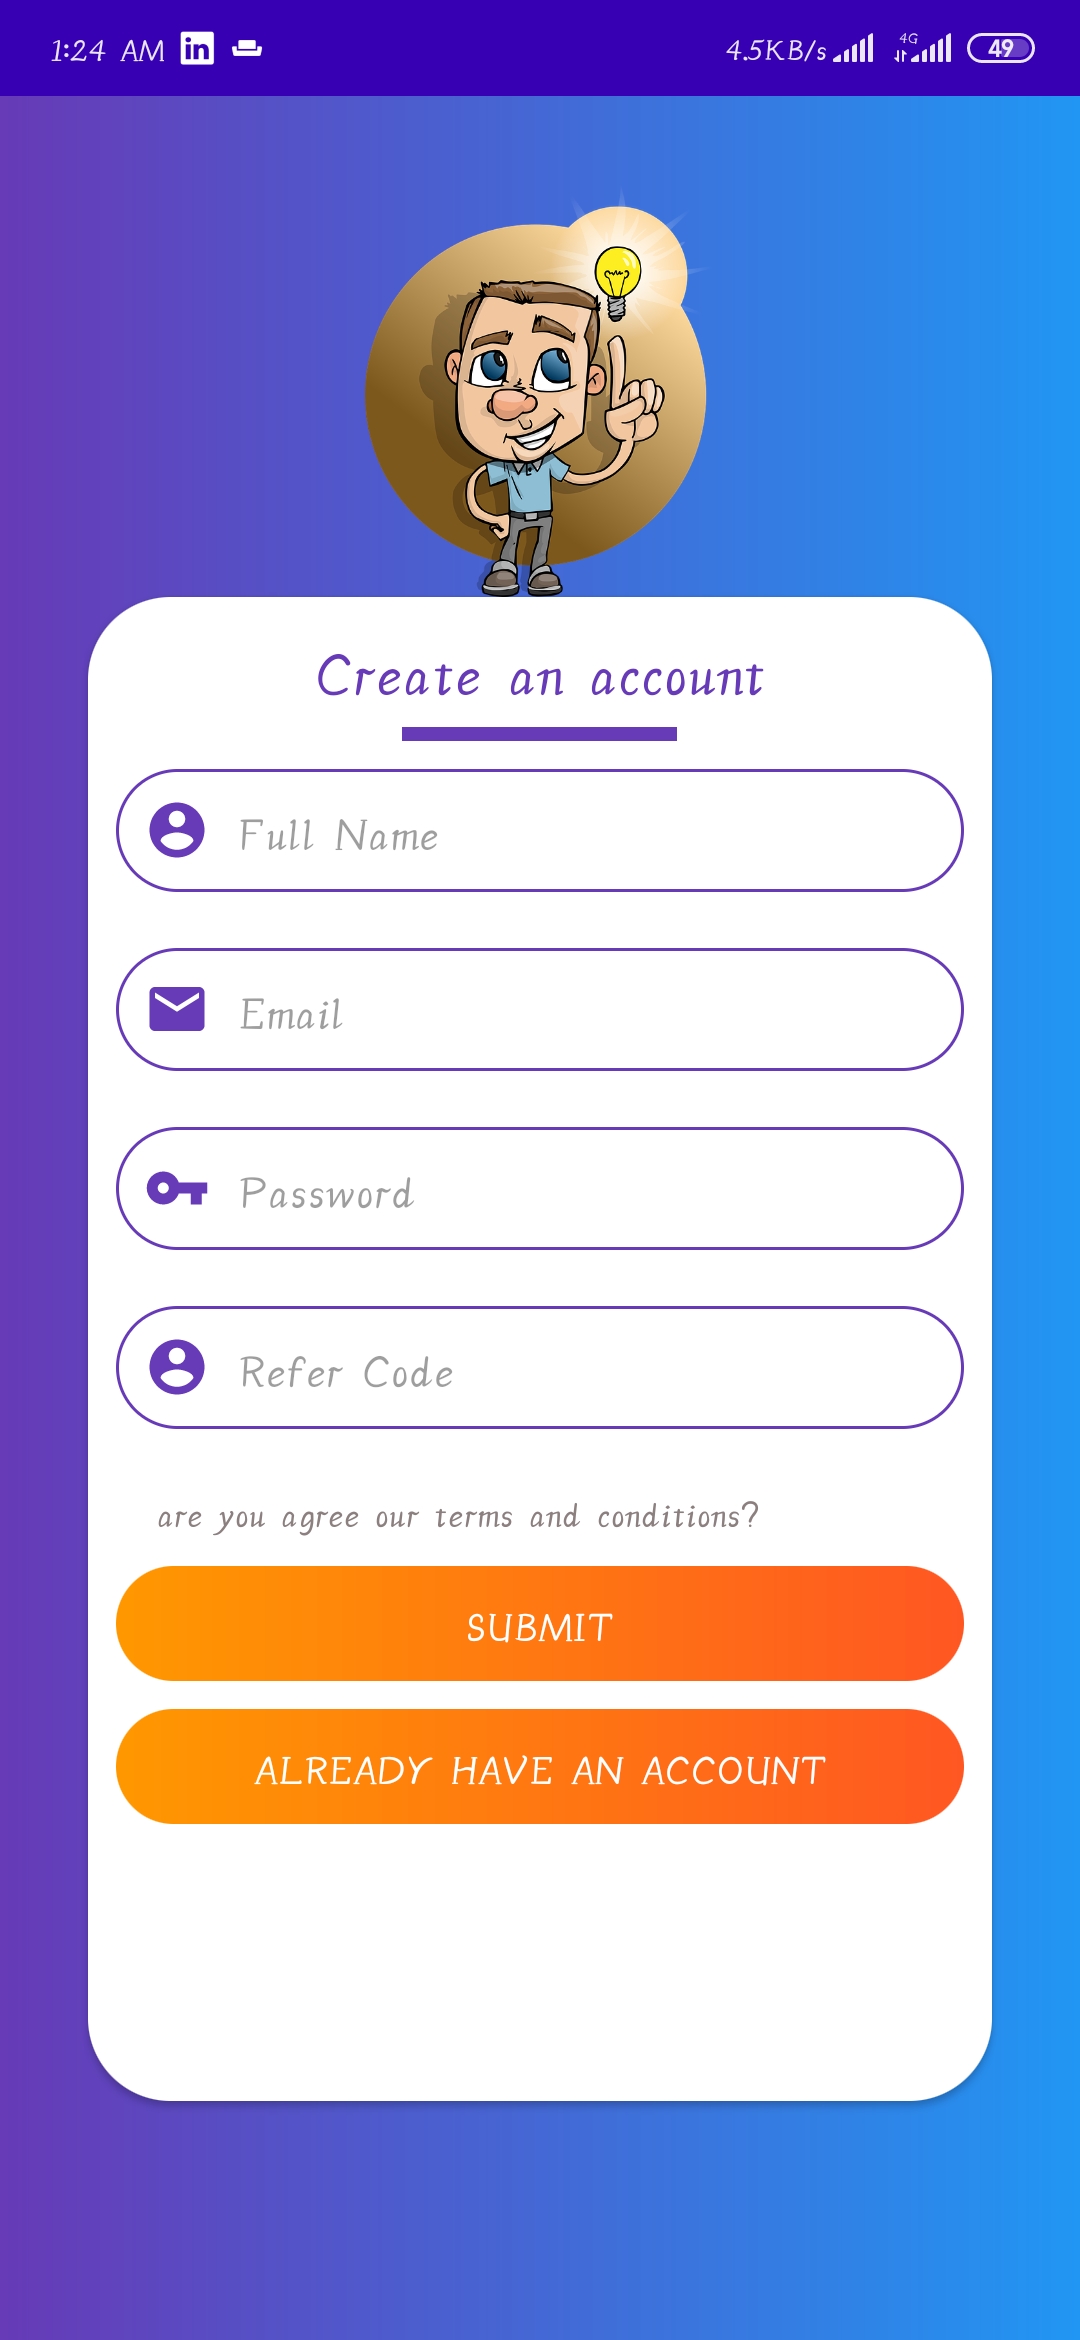 1:24 AM in 4.5KB/s 4G 49
Create an account
Full Name
Email
Password
Refer Code
are you agree our terms and conditions?
SUBMIT
ALREADY HAVE AN ACCOUNT